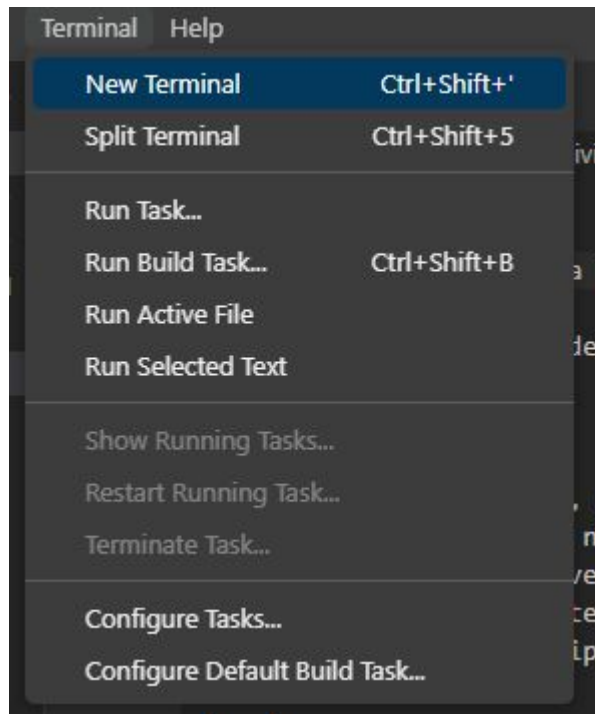 Terminal Help
New Terminal Ctrl+Shift+'
Split Terminal Ctrl+Shift+5
Run Task...
Run Build Task... Ctrl+Shift+B
Run Active File
Run Selected Text
Show Running Tasks...
Restart Running Task...
Terminate Task...
Configure Tasks...
Configure Default Build Task...